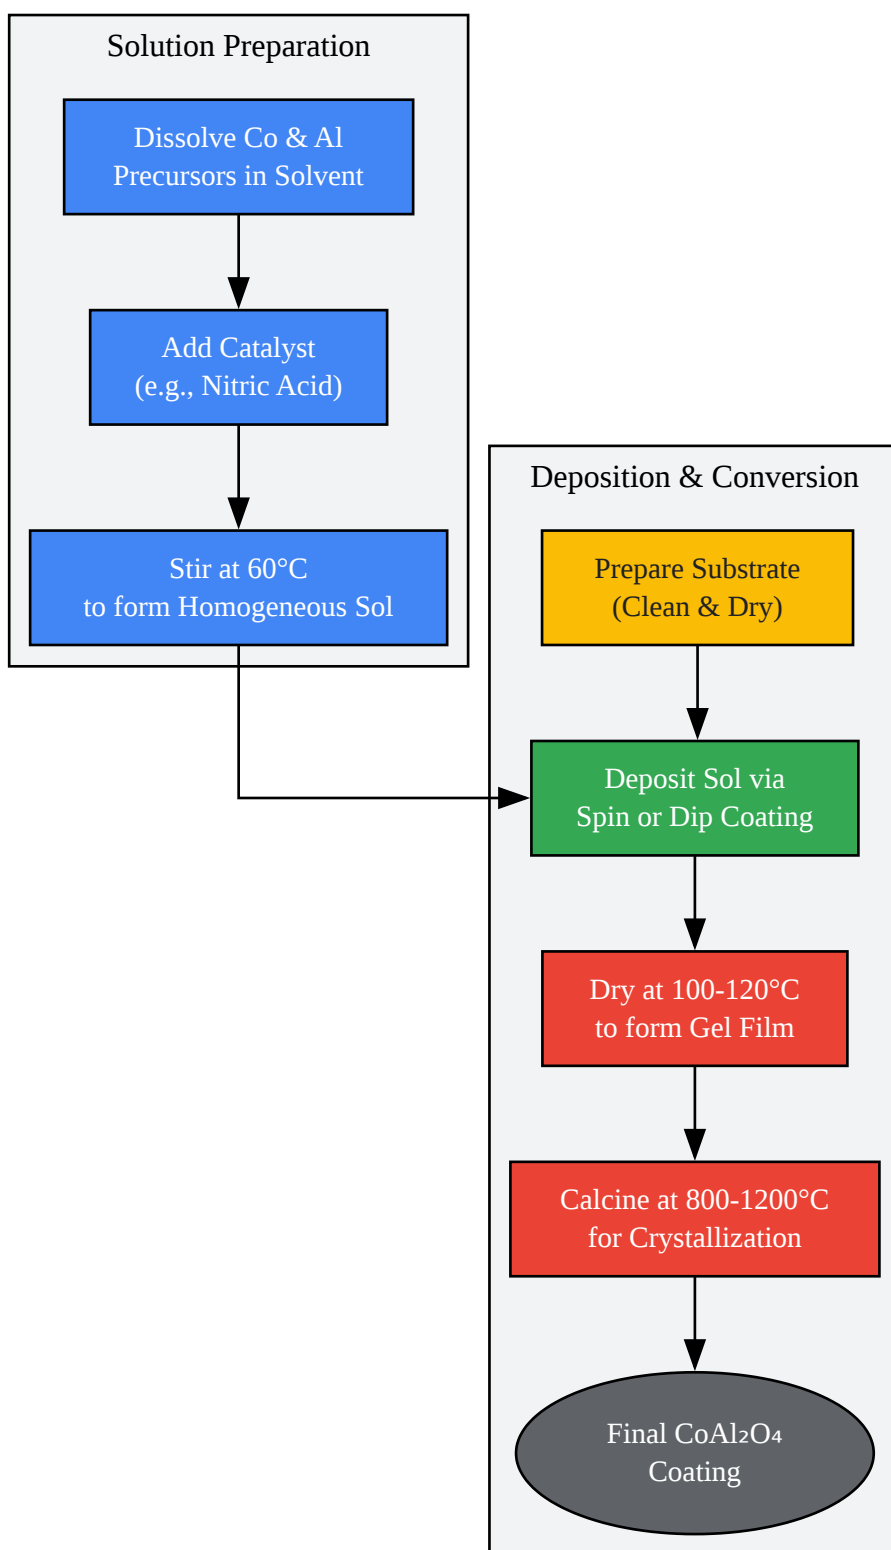 Solution Preparation
Dissolve Co & Al
Precursors in Solvent
Add Catalyst
(e.g., Nitric Acid)
Stir at 60°C
to form Homogeneous Sol
Deposition & Conversion
Prepare Substrate
(Clean & Dry)
Deposit Sol via
Spin or Dip Coating
Dry at 100-120°C
to form Gel Film
Calcine at 800-1200°C
for Crystallization
Final CoAl₂O₄
Coating